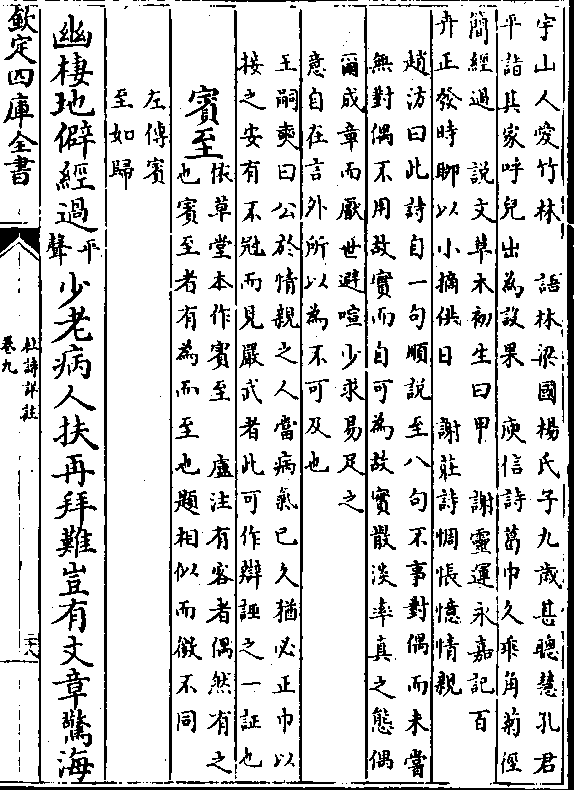 宇山人愛竹林　語林梁國楊氏子九歲甚聰慧孔君
平詣其家呼兒出為設果　庾信詩葛巾久乖角菊徑
簡經過　說文草木初生曰甲　謝靈運永嘉記百
卉正發時聊以小摘供日　謝莊詩惆悵憶情親
趙汸曰此詩自一句順說至八句不事對偶而未嘗
無對偶不用故實而自可為故實散淡率真之態偶
爾成章而厭世避喧少求易足之
意自在言外所以為不可及也
王嗣奭曰公於情親之人當病氣已久猶必正巾以
接之安有不冠而見嚴武者此可作辯誣之一証也
賓至
依草堂本作賓至　盧注有客者偶然有之
也賓至者有為而至也題相似而微不同
左傳賓
至如歸
幽棲地僻經過平聲少老病人扶再拜難豈有文章驚海
欽定四庫全書
杜詩詳註
卷九
二十八